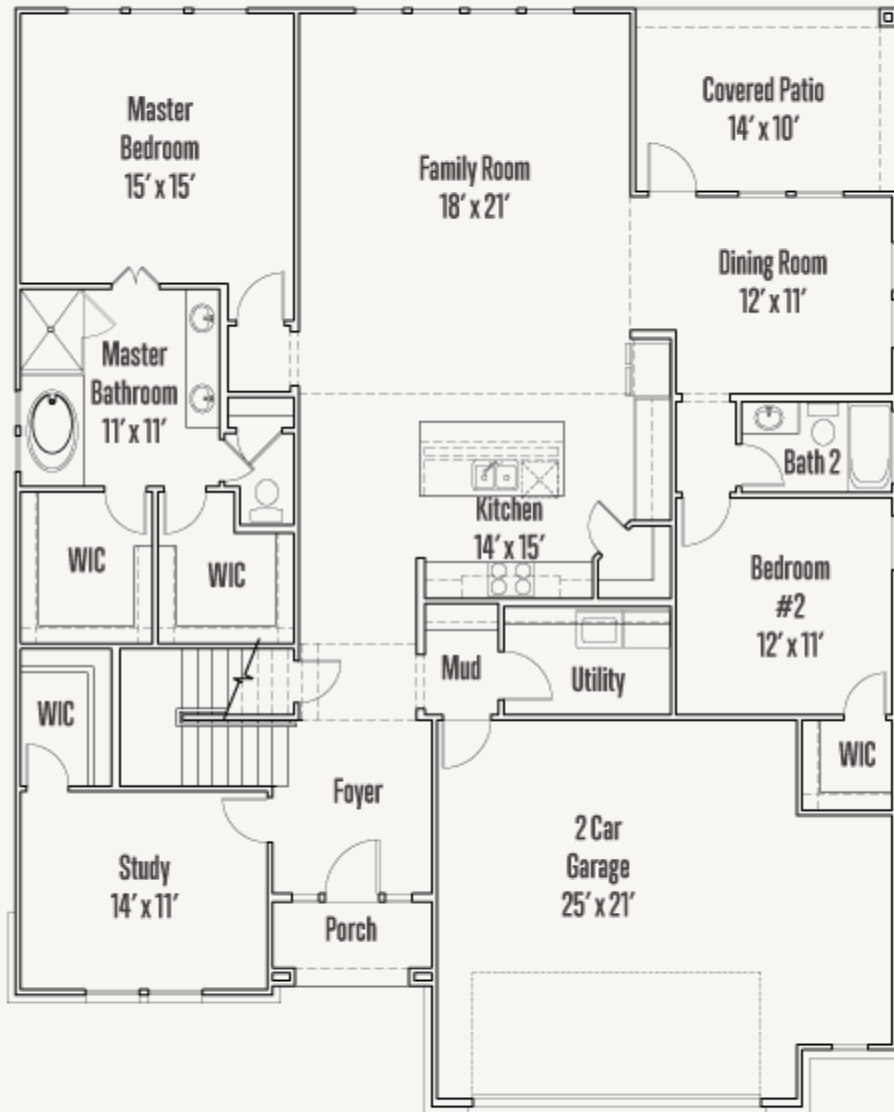 Master
Bedroom
15' x 15'
Family Room
18' x 21'
Covered Patio
14' x 10'
Dining Room
12' x 11'
Master
Bathroom
11' x 11'
Bath 2
Kitchen
14' x 15'
WIC
WIC
Bedroom
#2
12' x 11'
Mud
Utility
WIC
WIC
Foyer
2 Car
Garage
25' x 21'
Study
14' x 11'
Porch